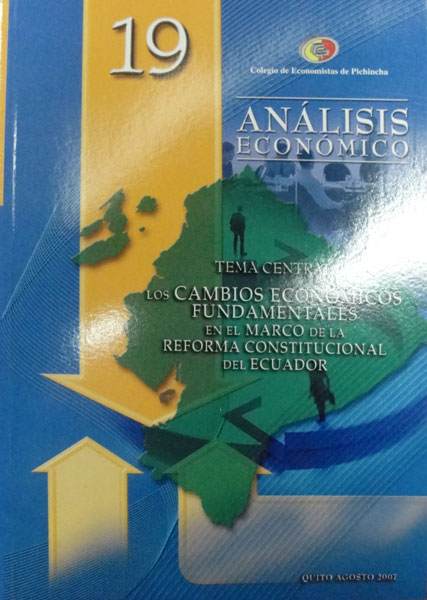 19
Colegio de Economistas de Pichincha
ANÁLISIS
ECONÓMICO
TEMA CENTRAL
LOS CAMBIOS ECONÓMICOS
FUNDAMENTALES
EN EL MARCO DE LA
REFORMA CONSTITUCIONAL
DEL ECUADOR
QUITO AGOSTO 2007